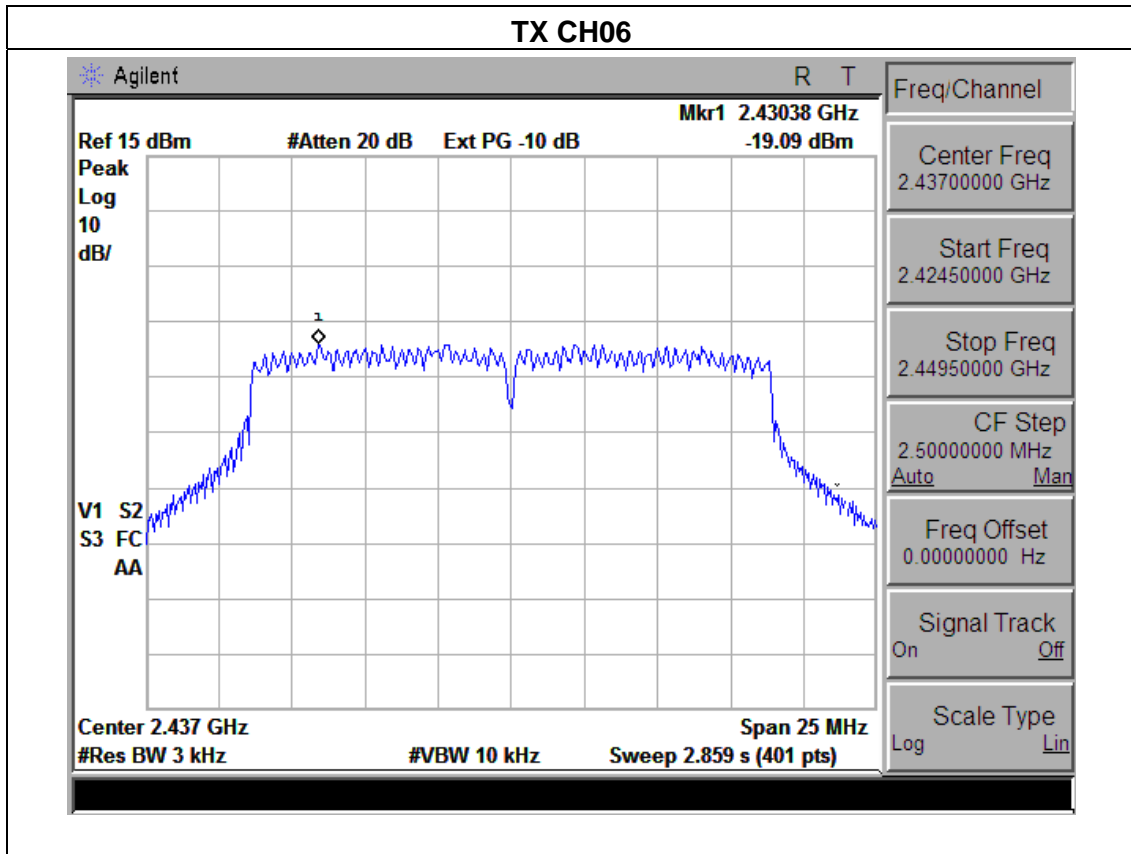 TX CH06
Agilent R T
Mkr1 2.43038 GHz
Ref 15 dBm #Atten 20 dB Ext PG -10 dB -19.09 dBm
Peak
Log
10
dB/
1
V1 S2
S3 FC
AA
Center 2.437 GHz Span 25 MHz
#Res BW 3 kHz #VBW 10 kHz Sweep 2.859 s (401 pts)
Freq/Channel
Center Freq
2.43700000 GHz
Start Freq
2.42450000 GHz
Stop Freq
2.44950000 GHz
CF Step
2.50000000 MHz
Auto Man
Freq Offset
0.00000000 Hz
Signal Track
On Off
Scale Type
Log Lin